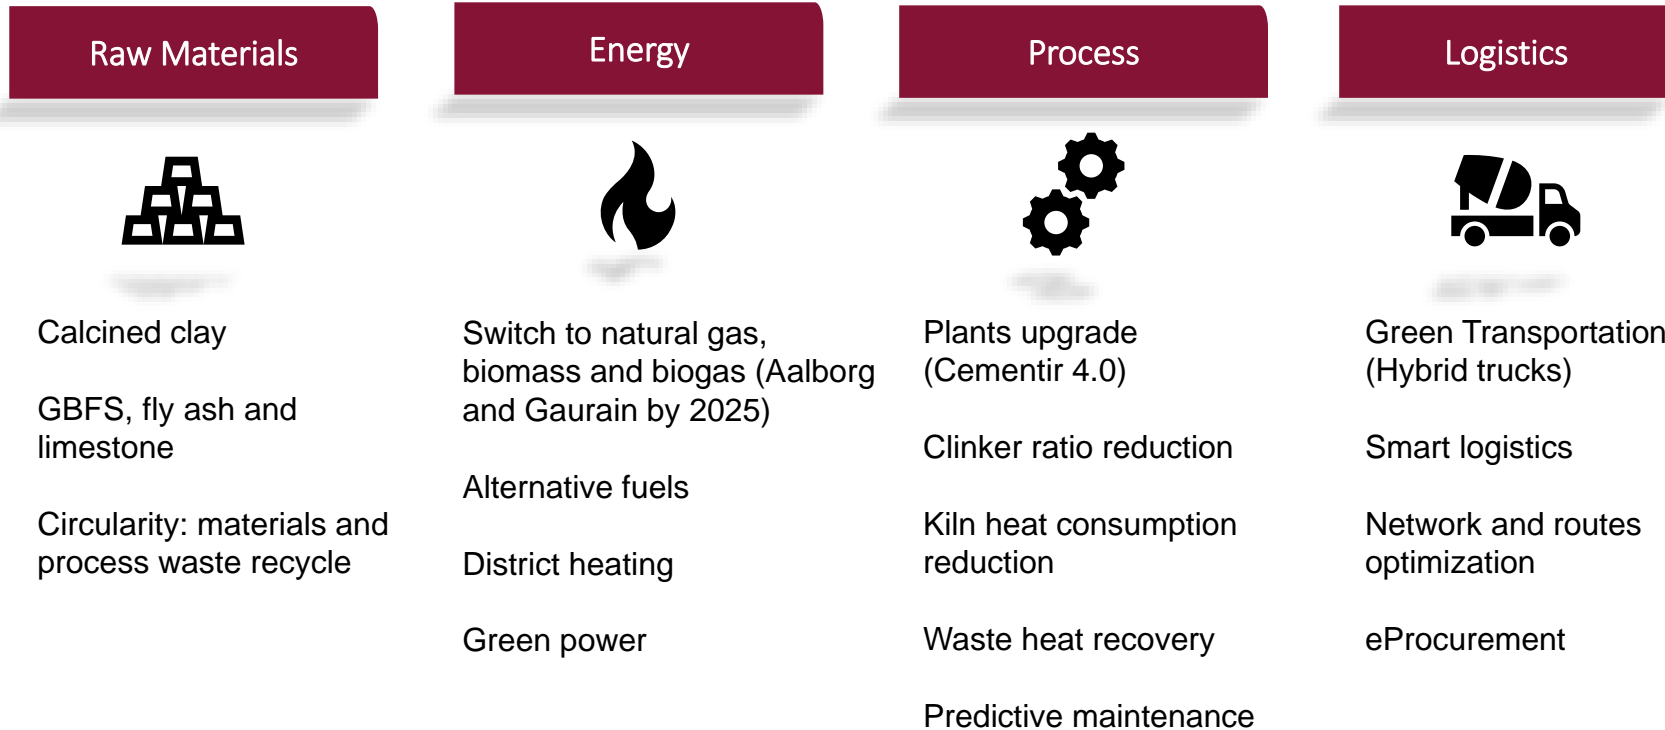 Raw Materials
Calcined clay
GBFS, fly ash and
limestone
Circularity: materials and
process waste recycle
Energy
Switch to natural gas,
biomass and biogas (Aalborg
and Gaurain by 2025)
Alternative fuels
District heating
Green power
Process
Plants upgrade
(Cementir 4.0)
Clinker ratio reduction
Kiln heat consumption
reduction
Waste heat recovery
Predictive maintenance
Logistics
Green Transportation
(Hybrid trucks)
Smart logistics
Network and routes
optimization
eProcurement